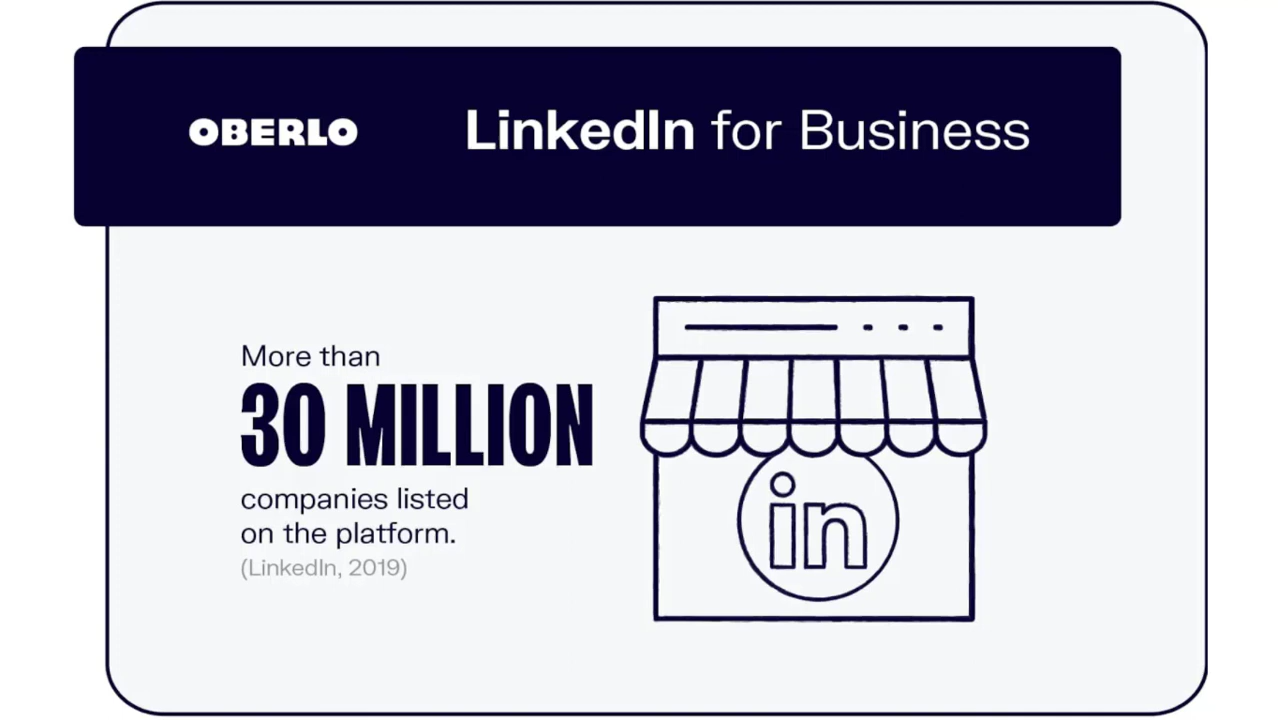 OBERLO
LinkedIn for Business
More than
30 MILLION
companies listed
on the platform.
(LinkedIn, 2019)
in